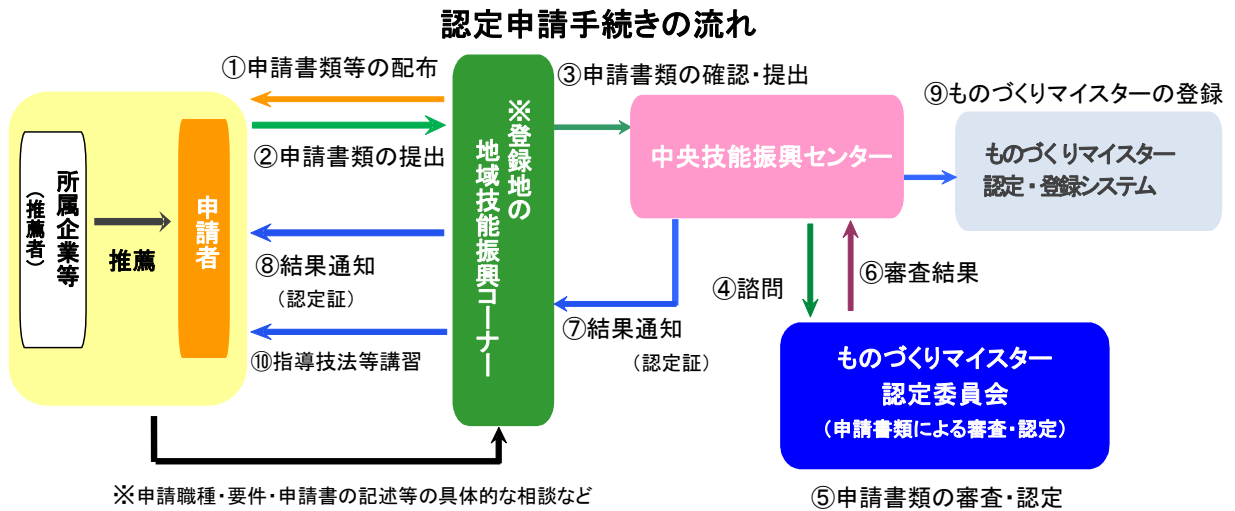 認定申請手続きの流れ
①申請書類等の配布
②申請書類の提出
所属企業等
（推薦者）
推薦
申請者
⑧結果通知
（認定証）
⑩指導技法等講習
※登録地の
地域技能振興コーナー
③申請書類の確認・提出
中央技能振興センター
⑨ものづくりマイスターの登録
ものづくりマイスター
認定・登録システム
④諮問
⑥審査結果
⑦結果通知
（認定証）
ものづくりマイスター
認定委員会
（申請書類による審査・認定）
⑤申請書類の審査・認定
※申請職種・要件・申請書の記述等の具体的な相談など